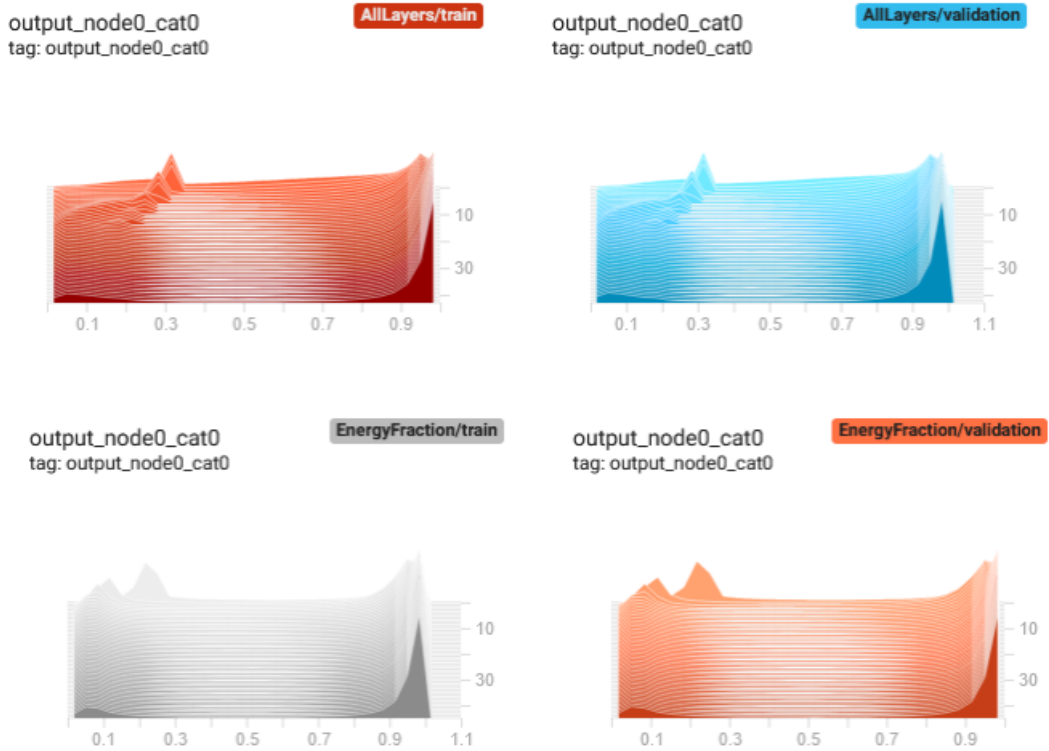 output_node0_cat0
AllLayers/train
tag: output_node0_cat0
output_node0_cat0
AllLayers/validation
tag: output_node0_cat0
10
30
0.1 0.3 0.5 0.7 0.9
10
30
0.1 0.3 0.5 0.7 0.9 1.1
output_node0_cat0
EnergyFraction/train
tag: output_node0_cat0
output_node0_cat0
EnergyFraction/validation
tag: output_node0_cat0
10
30
0.1 0.3 0.5 0.7 0.9 1.1
10
30
0.1 0.3 0.5 0.7 0.9